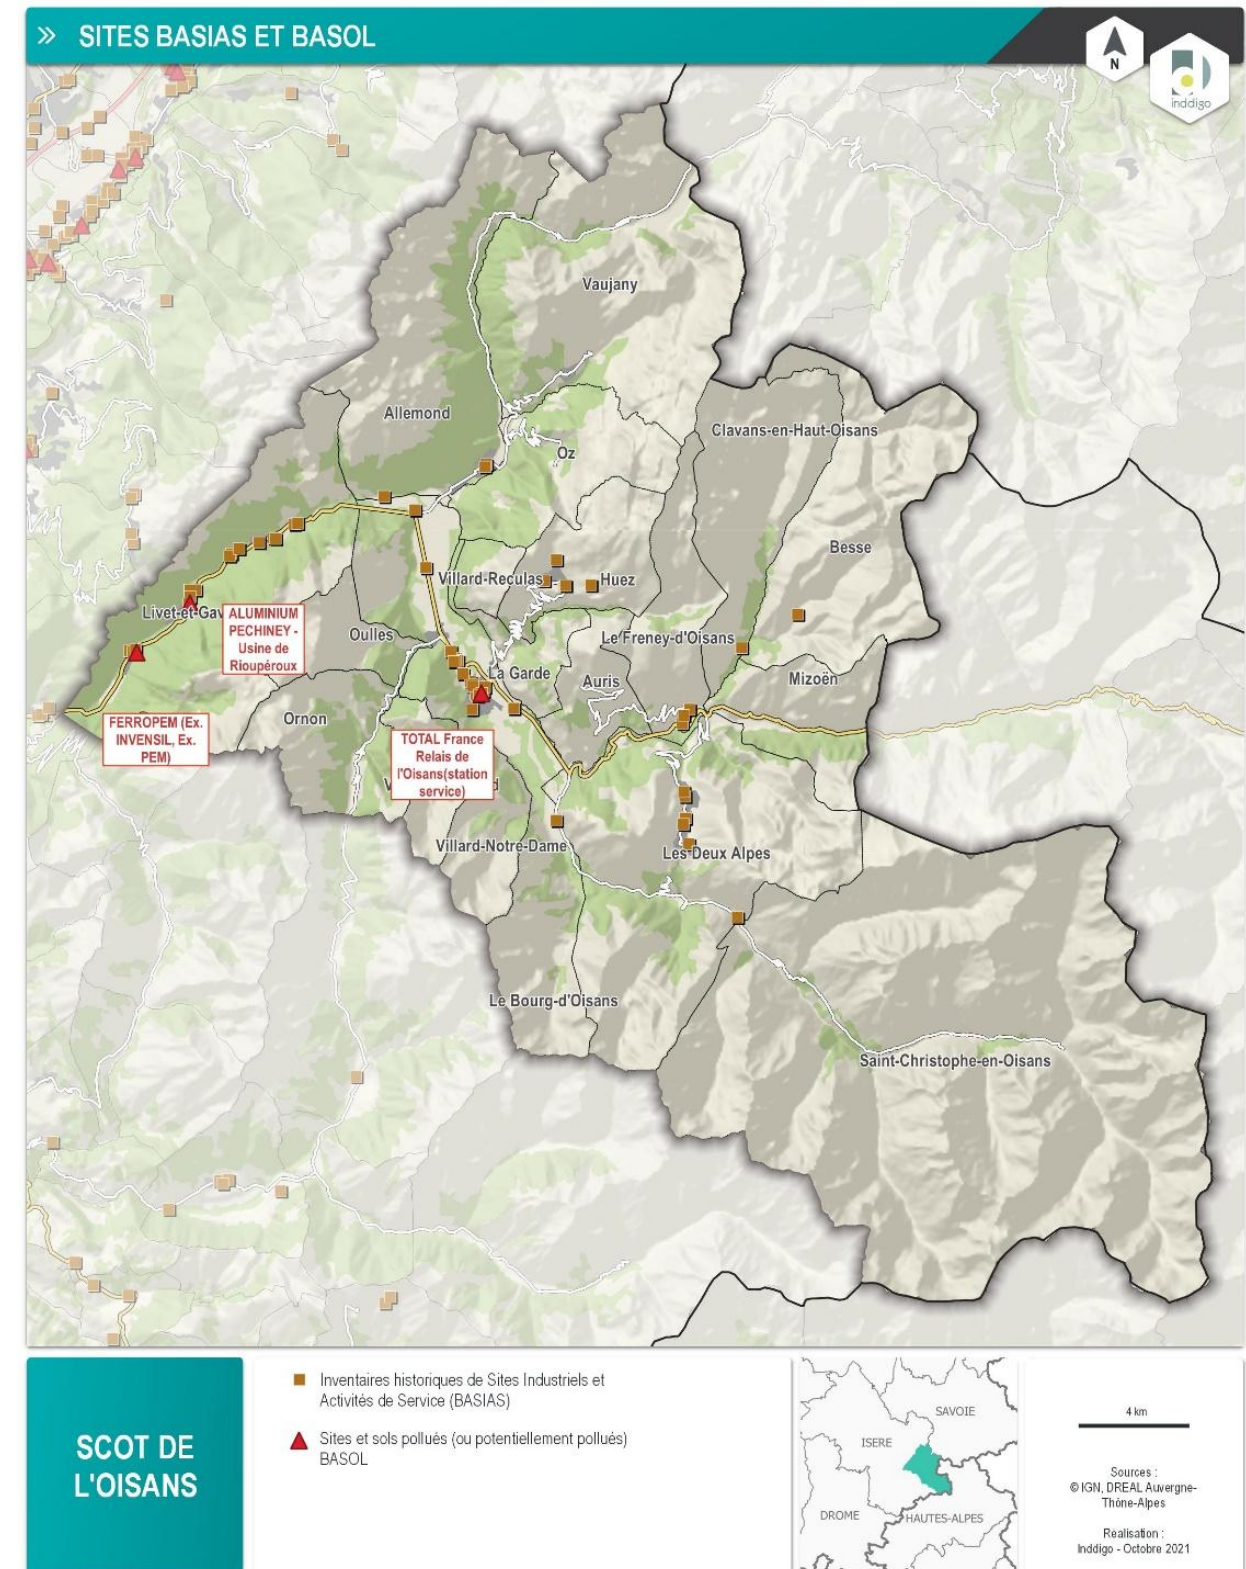 SITES BASIAS ET BASOL
N
inddigo
Vaujany
Allemond
Clavans-en-Haut-Oisans
Oz
Besse
Villard-Reculas
Huez
Livet-et-Gav
ALUMINIUM
PECHINEY -
Usine de
Rioupéroux
Oulles
Le Freney-d'Oisans
La Garde
Auris
Mizoën
Ornon
FERROPEM (Ex.
INVENSIL, Ex.
PEM)
TOTAL France
Relais de
l'Oisans(station
service)
Villard-Notre-Dame
Les Deux Alpes
Le Bourg-d'Oisans
Saint-Christophe-en-Oisans
SCOT DE
L'OISANS
Inventaires historiques de Sites Industriels et
Activités de Service (BASIAS)
Sites et sols pollués (ou potentiellement pollués)
BASOL
SAVOIE
ISERE
DROME
HAUTES-ALPES
4 km
Sources :
© IGN, DREAL Auvergne-
Thône-Alpes
Réalisation :
Inddigo - Octobre 2021